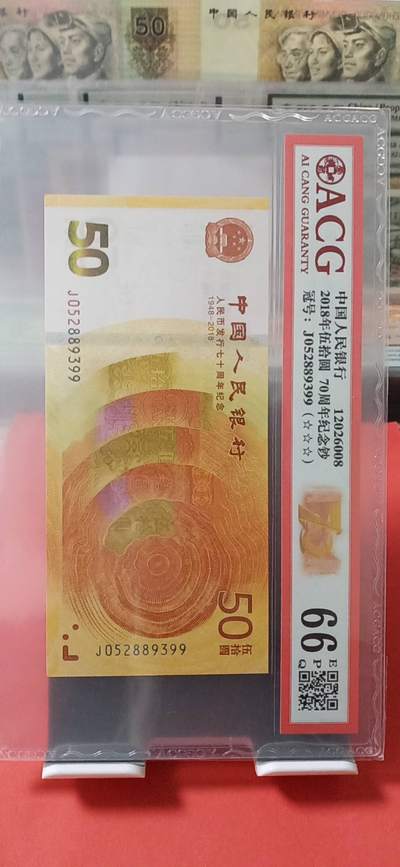 中国人民银行
50
ACG
AI CANG GUARANTY
中国人民银行 12026008
2018年伍拾圆 70周年纪念钞
冠号：J052889399（☆☆☆）
66
E
P
Q
中国人民银行
人民币发行七十周年纪念
1948-2018
50
J052889399
50
伍拾圆
J052889399